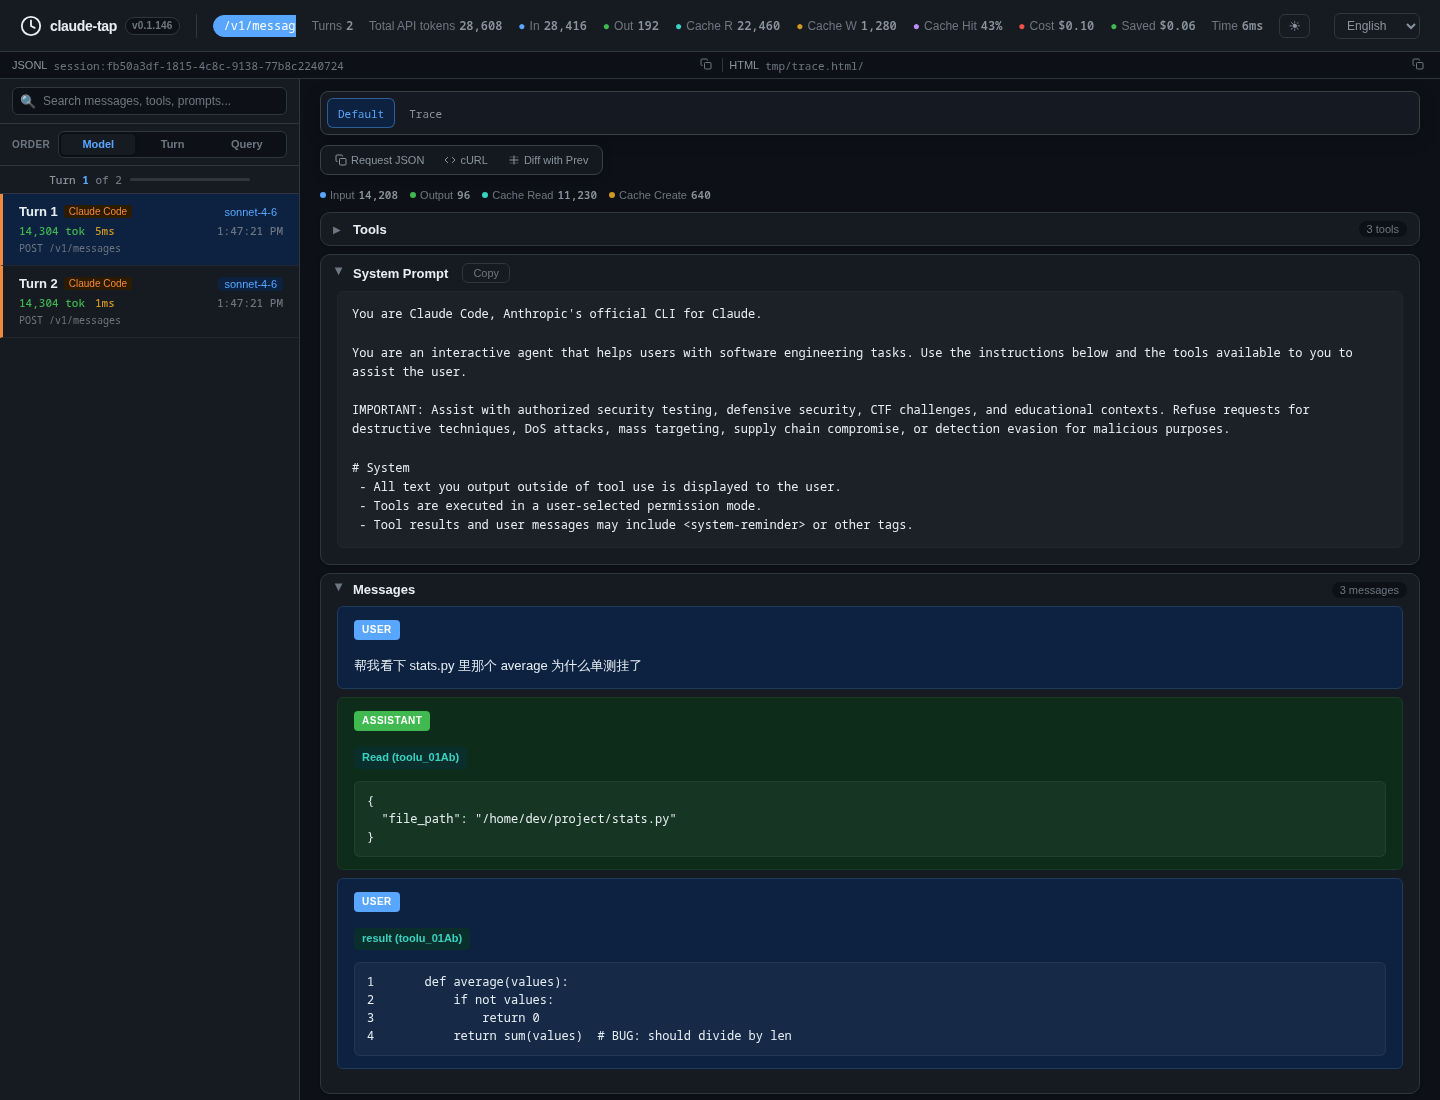 claude-tap v0.1.146 /v1/messag Turns 2 Total API tokens 28,608 In 28,416 Out 192 Cache R 22,460 Cache W 1,280 Cache Hit 43% Cost $0.10 Saved $0.06 Time 6ms English
JSONL session:fb50a3df-1815-4c8c-9138-77b8c2240724 HTML tmp/trace.html/
Search messages, tools, prompts...
ORDER Model Turn Query
Turn 1 of 2
Turn 1 Claude Code sonnet-4-6
14,304 tok 5ms 1:47:21 PM
POST /v1/messages
Turn 2 Claude Code sonnet-4-6
14,304 tok 1ms 1:47:21 PM
POST /v1/messages
Default Trace
Request JSON cURL Diff with Prev
Input 14,208 Output 96 Cache Read 11,230 Cache Create 640
Tools 3 tools
System Prompt Copy
You are Claude Code, Anthropic's official CLI for Claude.
You are an interactive agent that helps users with software engineering tasks. Use the instructions below and the tools available to you to
assist the user.
IMPORTANT: Assist with authorized security testing, defensive security, CTF challenges, and educational contexts. Refuse requests for
destructive techniques, DoS attacks, mass targeting, supply chain compromise, or detection evasion for malicious purposes.
# System
- All text you output outside of tool use is displayed to the user.
- Tools are executed in a user-selected permission mode.
- Tool results and user messages may include <system-reminder> or other tags.
Messages 3 messages
USER
帮我看下 stats.py 里那个 average 为什么单测挂了
ASSISTANT
Read (toolu_01Ab)
{
"file_path": "/home/dev/project/stats.py"
}
USER
result (toolu_01Ab)
1 def average(values):
2 if not values:
3 return 0
4 return sum(values) # BUG: should divide by len